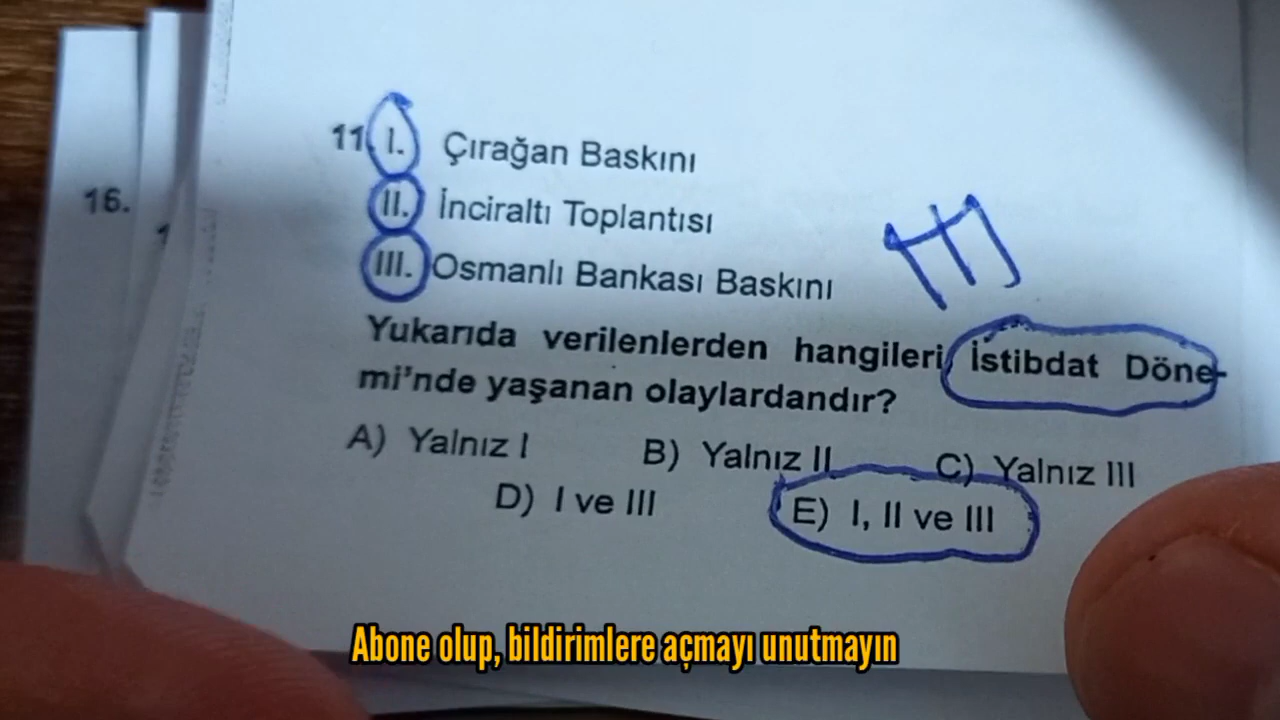 11. I. Çırağan Baskını
16.
II. İnciraltı Toplantısı
III. Osmanlı Bankası Baskını
Yukarıda verilenlerden hangileri İstibdat Döne-
mi'nde yaşanan olaylardandır?
A) Yalnız I B) Yalnız II C) Yalnız III
D) I ve III E) I, II ve III
Abone olup, bildirimlere açmayı unutmayın